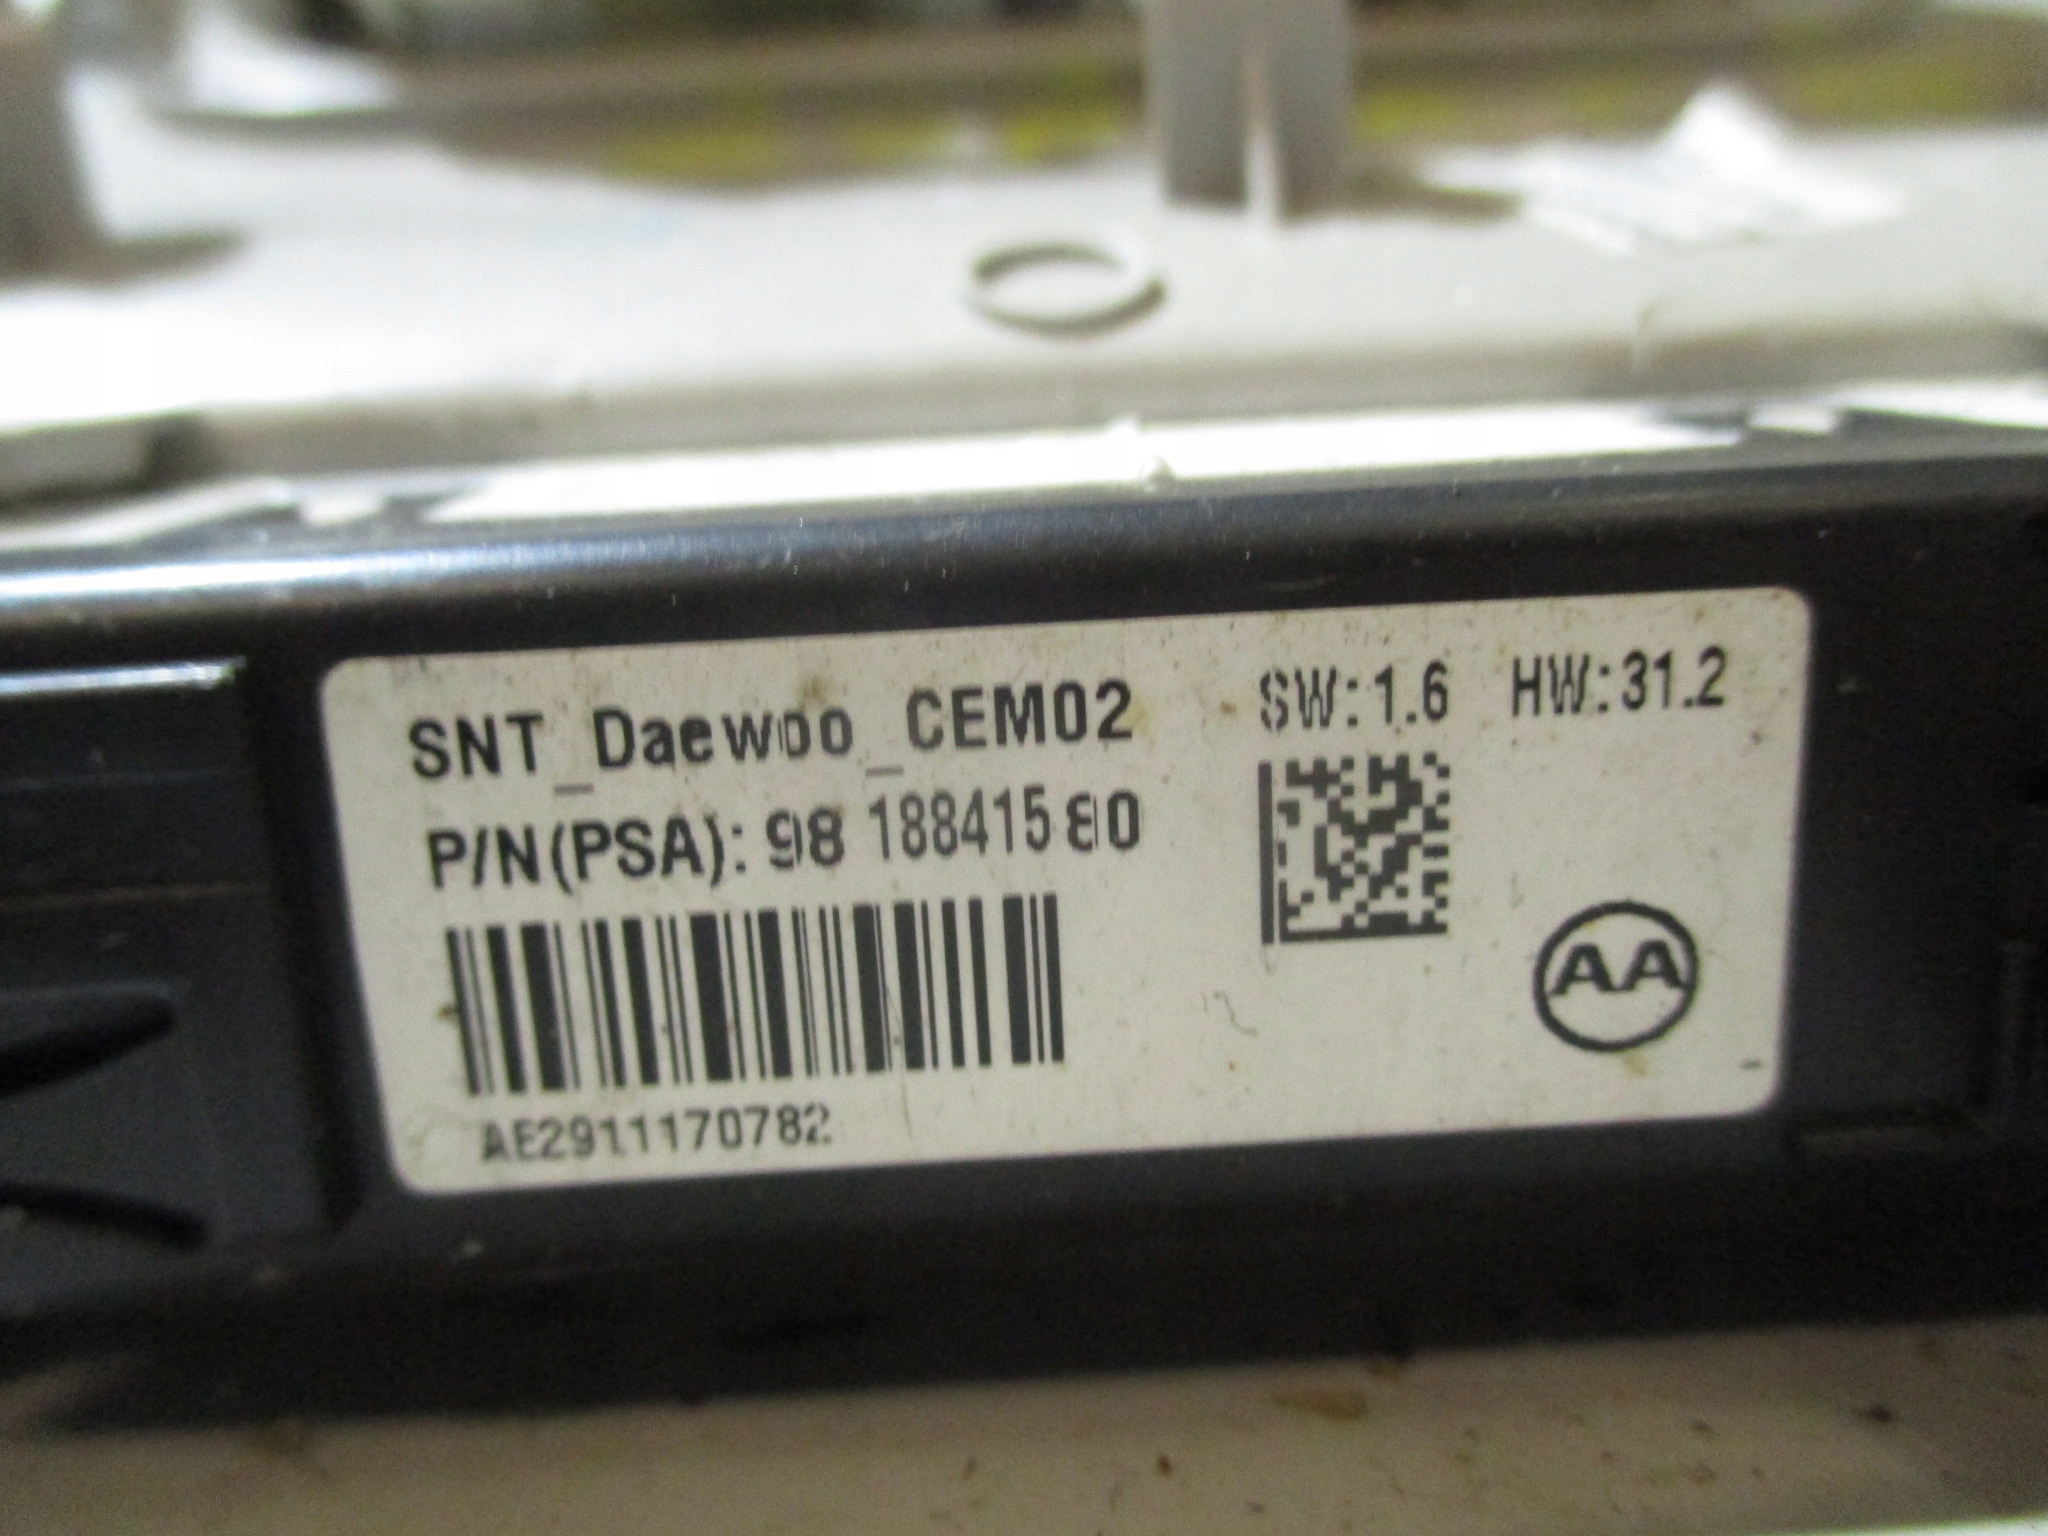 SNT_Daewoo_CEM02 SW:1.6 HW:31.2
P/N(PSA): 98 188415 80
AA
AE2911170782